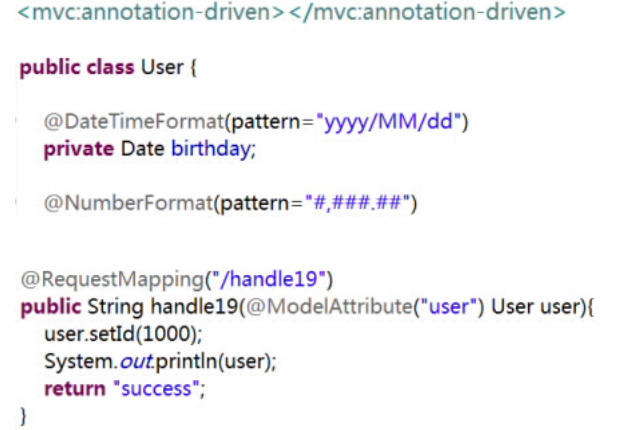 <mvc:annotation-driven></mvc:annotation-driven>
public class User {
@DateTimeFormat(pattern="yyyy/MM/dd")
private Date birthday;
@NumberFormat(pattern="#,###.##")
@RequestMapping("/handle19")
public String handle19(@ModelAttribute("user") User user){
user.setId(1000);
System.out.println(user);
return "success";
}